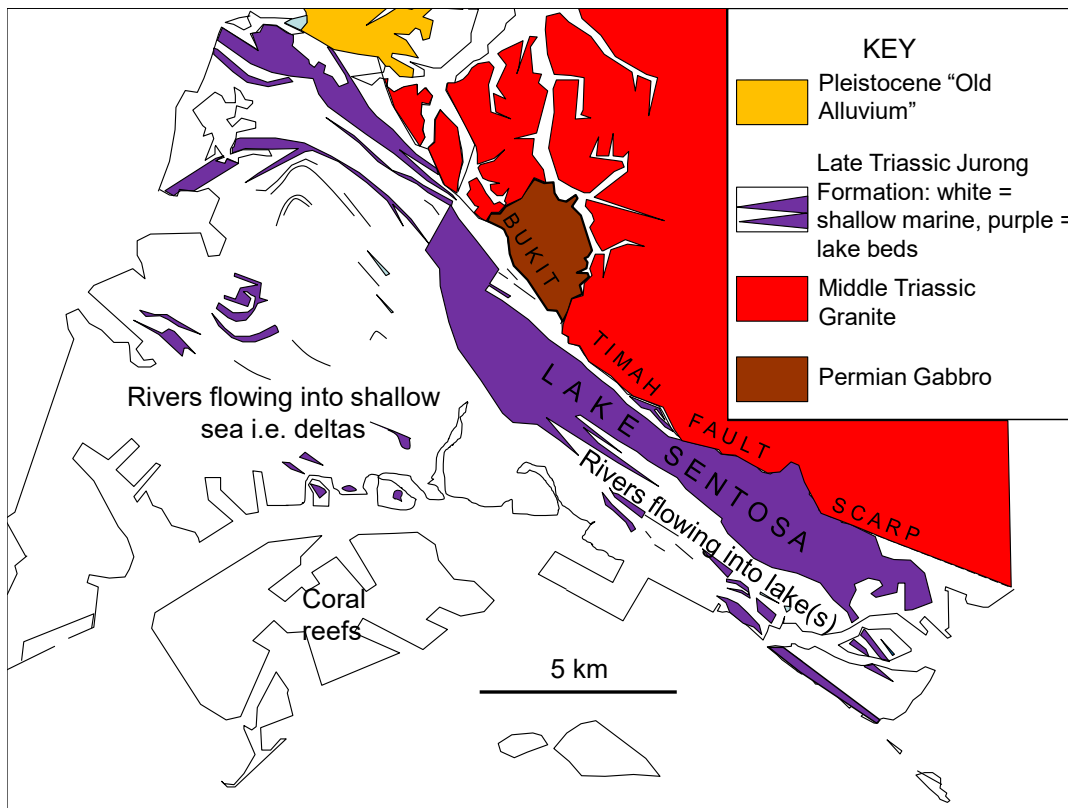 KEY
Pleistocene “Old
Alluvium”
Late Triassic Jurong
Formation: white =
shallow marine, purple =
lake beds
Middle Triassic
Granite
Permian Gabbro
BUKIT
TIMAH
FAULT
SCARP
LAKE SENTOSA
Rivers flowing into shallow
sea i.e. deltas
Rivers flowing into lake(s)
Coral
reefs
5 km